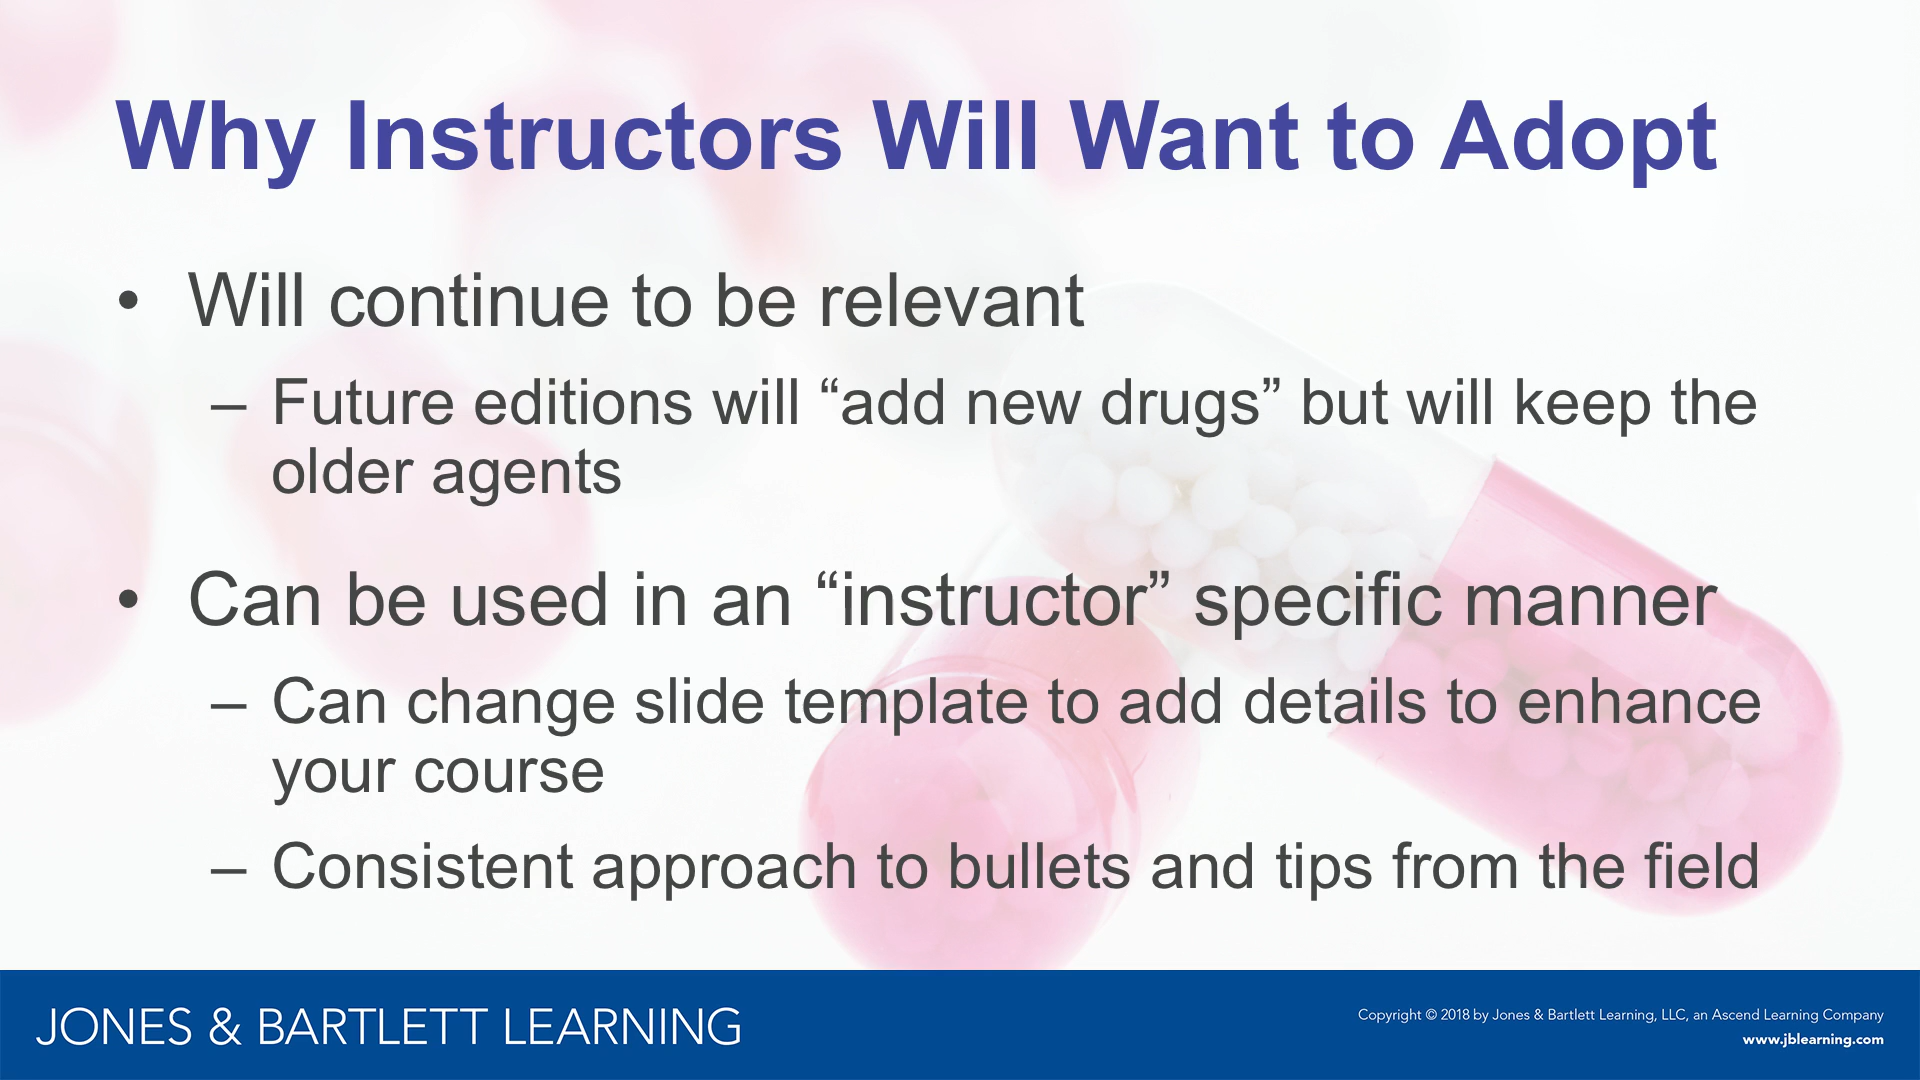 Why Instructors Will Want to Adopt
• Will continue to be relevant
– Future editions will “add new drugs” but will keep the
older agents
• Can be used in an “instructor” specific manner
– Can change slide template to add details to enhance
your course
– Consistent approach to bullets and tips from the field
JONES & BARTLETT LEARNING
Copyright © 2018 by Jones & Bartlett Learning, LLC, an Ascend Learning Company
www.jblearning.com